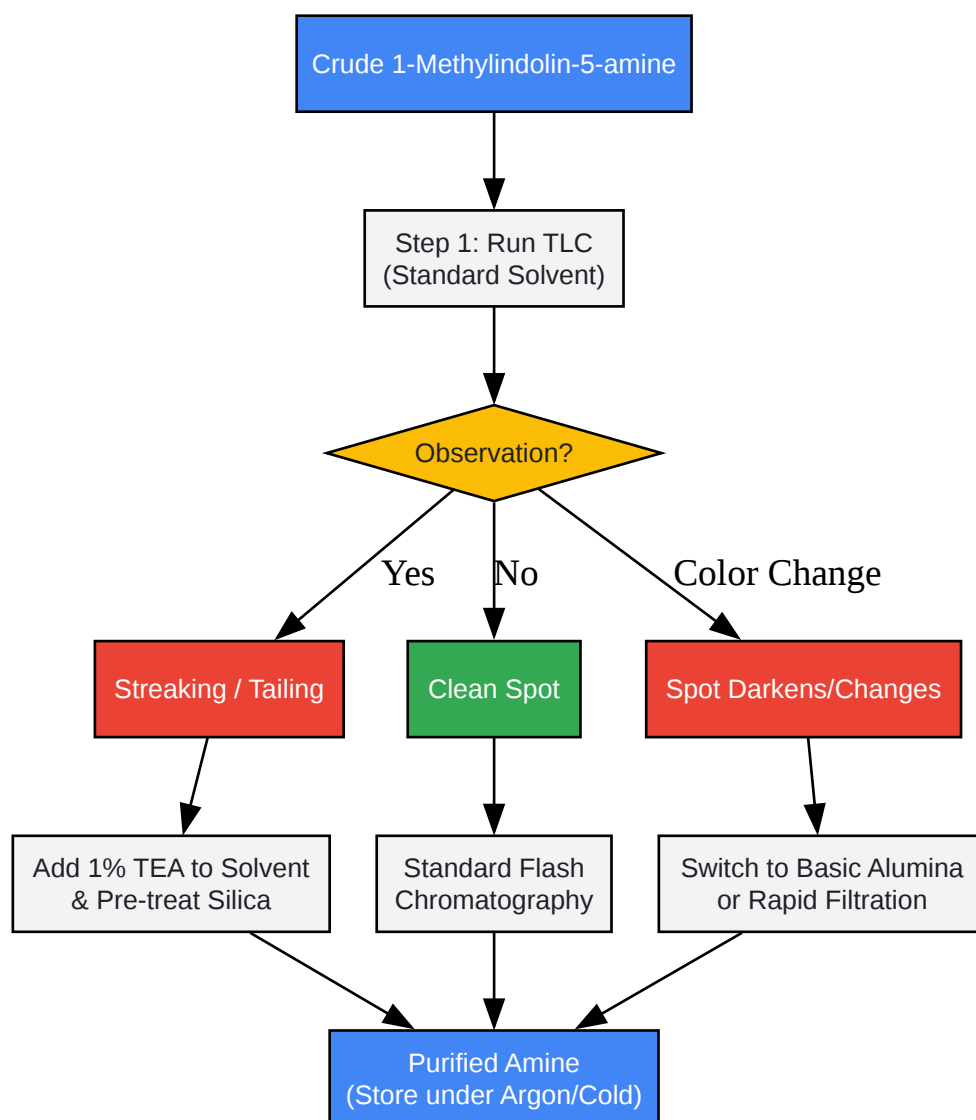 Crude 1-Methylindolin-5-amine
Step 1: Run TLC
(Standard Solvent)
Observation?
Yes
No
Color Change
Streaking / Tailing
Clean Spot
Spot Darkens/Changes
Add 1% TEA to Solvent
& Pre-treat Silica
Standard Flash
Chromatography
Switch to Basic Alumina
or Rapid Filtration
Purified Amine
(Store under Argon/Cold)